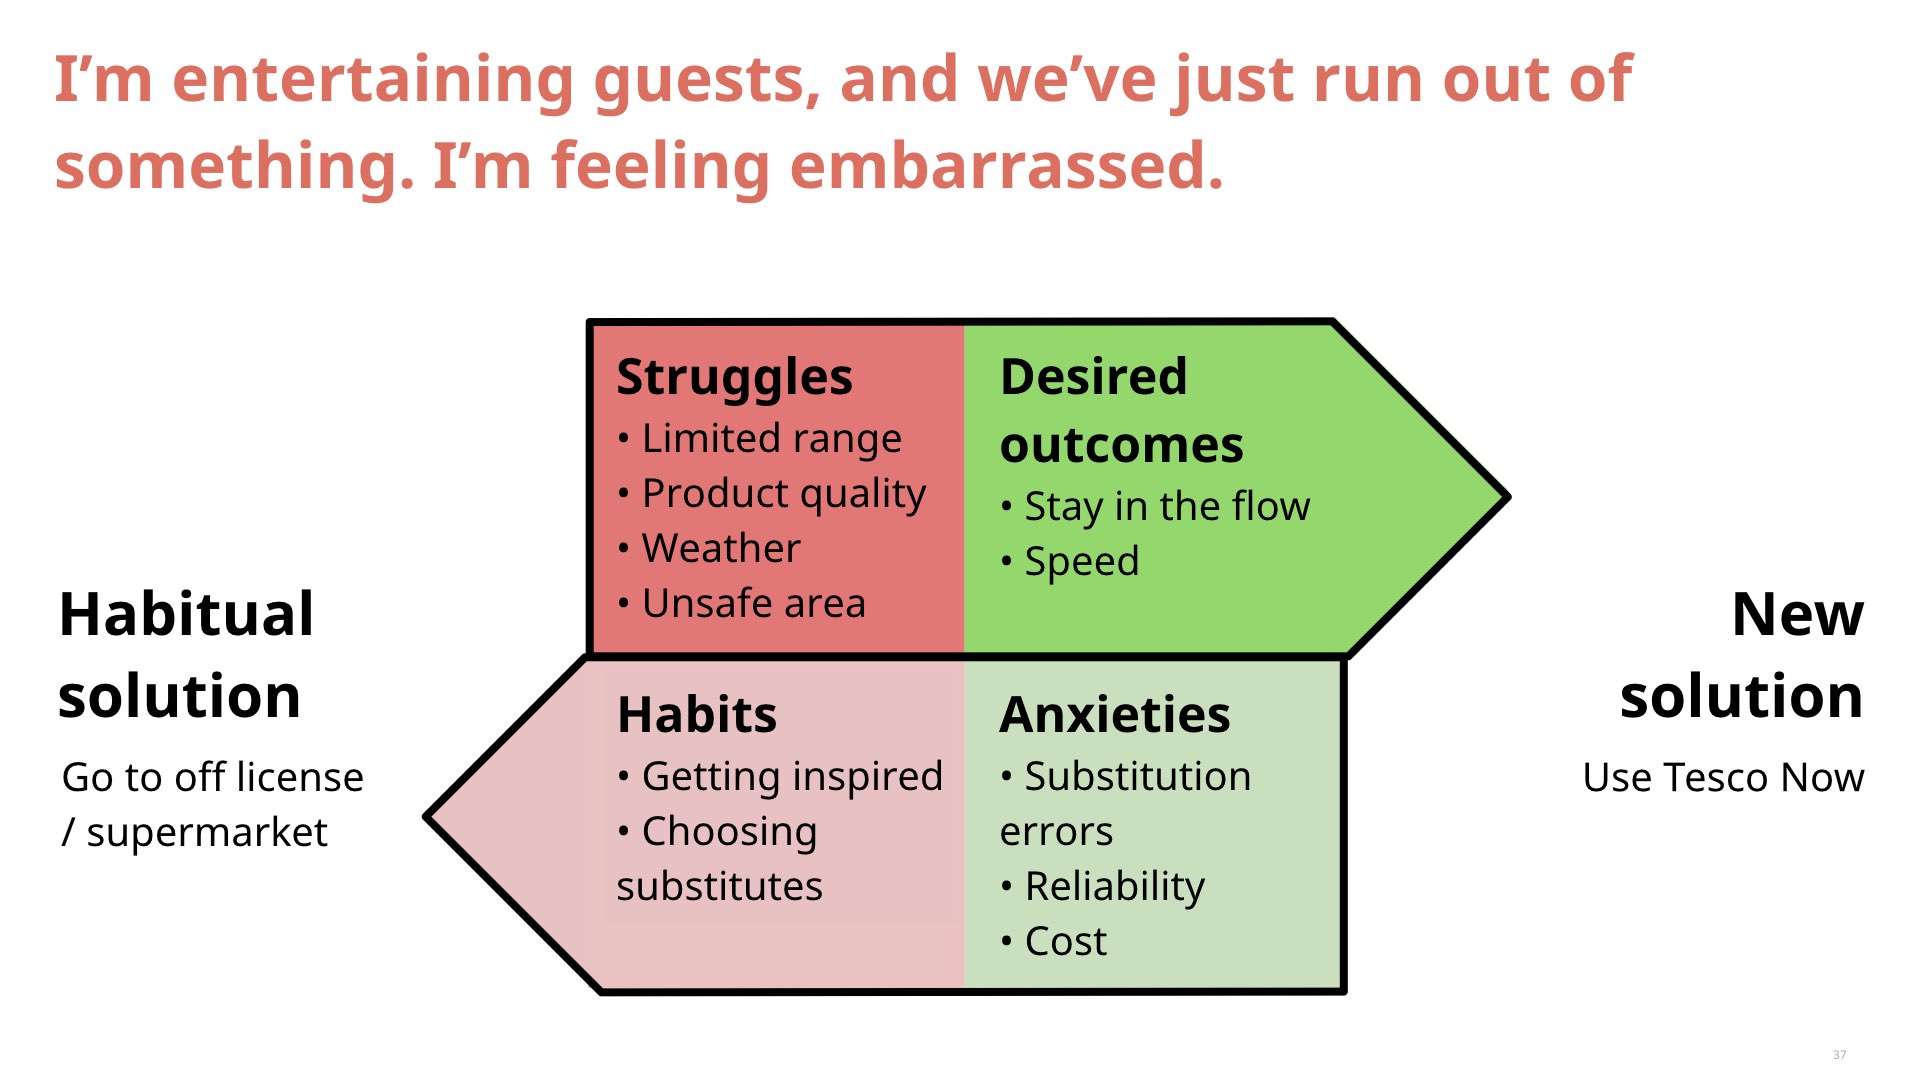 I’m entertaining guests, and we’ve just run out of
something. I’m feeling embarrassed.
Struggles
• Limited range
• Product quality
• Weather
• Unsafe area
Desired
outcomes
• Stay in the flow
• Speed
Habitual
solution
Go to off license
/ supermarket
New
solution
Use Tesco Now
Habits
• Getting inspired
• Choosing
substitutes
Anxieties
• Substitution
errors
• Reliability
• Cost
37